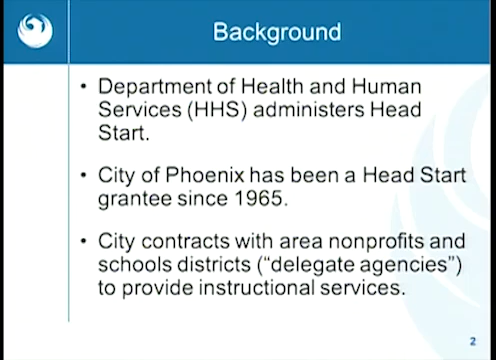 Background
• Department of Health and Human
Services (HHS) administers Head
Start.
• City of Phoenix has been a Head Start
grantee since 1965.
• City contracts with area nonprofits and
schools districts (“delegate agencies”)
to provide instructional services.
2